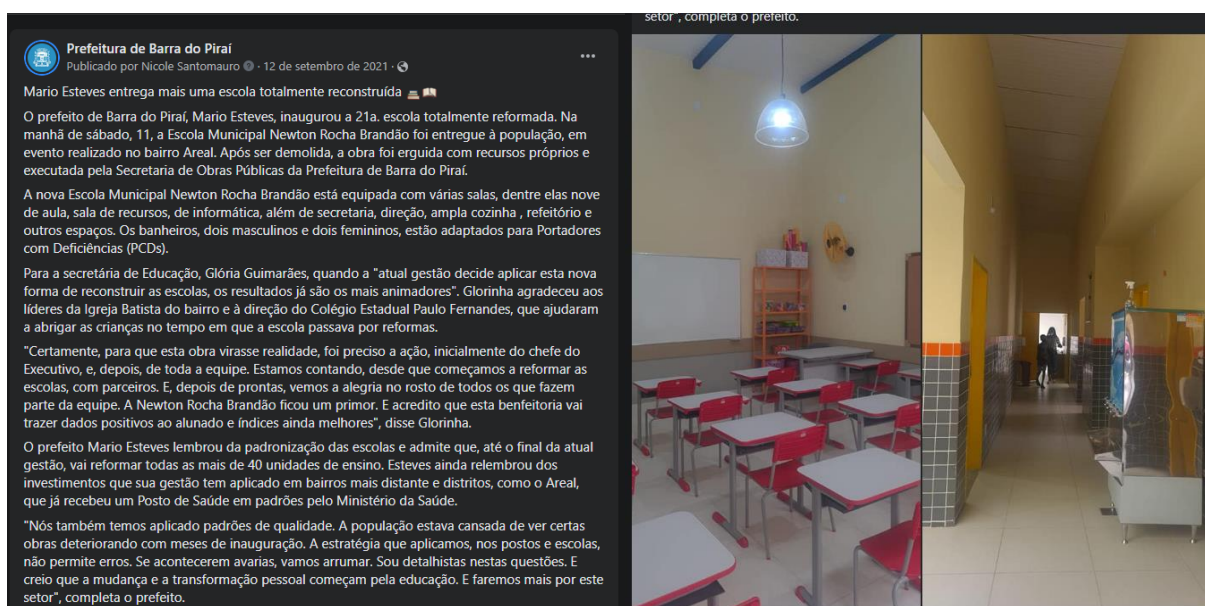 Prefeitura de Barra do Piraí
Publicado por Nicole Santomauro · 12 de setembro de 2021 ·
Mario Esteves entrega mais uma escola totalmente reconstruída
O prefeito de Barra do Piraí, Mario Esteves, inaugurou a 21a. escola totalmente reformada. Na
manhã de sábado, 11, a Escola Municipal Newton Rocha Brandão foi entregue à população, em
evento realizado no bairro Areal. Após ser demolida, a obra foi erguida com recursos próprios e
executada pela Secretaria de Obras Públicas da Prefeitura de Barra do Piraí.
A nova Escola Municipal Newton Rocha Brandão está equipada com várias salas, dentre elas nove
de aula, sala de recursos, de informática, além de secretaria, direção, ampla cozinha , refeitório e
outros espaços. Os banheiros, dois masculinos e dois femininos, estão adaptados para Portadores
com Deficiências (PCDs).
Para a secretária de Educação, Glória Guimarães, quando a "atual gestão decide aplicar esta nova
forma de reconstruir as escolas, os resultados já são os mais animadores". Glorinha agradeceu aos
líderes da Igreja Batista do bairro e à direção do Colégio Estadual Paulo Fernandes, que ajudaram
a abrigar as crianças no tempo em que a escola passava por reformas.
"Certamente, para que esta obra virasse realidade, foi preciso a ação, inicialmente do chefe do
Executivo, e, depois, de toda a equipe. Estamos contando, desde que começamos a reformar as
escolas, com parceiros. E, depois de prontas, vemos a alegria no rosto de todos os que fazem
parte da equipe. A Newton Rocha Brandão ficou um primor. E acredito que esta benfeitoria vai
trazer dados positivos ao alunado e índices ainda melhores", disse Glorinha.
O prefeito Mario Esteves lembrou da padronização das escolas e admite que, até o final da atual
gestão, vai reformar todas as mais de 40 unidades de ensino. Esteves ainda relembrou dos
investimentos que sua gestão tem aplicado em bairros mais distante e distritos, como o Areal,
que já recebeu um Posto de Saúde em padrões pelo Ministério da Saúde.
"Nós também temos aplicado padrões de qualidade. A população estava cansada de ver certas
obras deteriorando com meses de inauguração. A estratégia que aplicamos, nos postos e escolas,
não permite erros. Se acontecerem avarias, vamos arrumar. Sou detalhistas nestas questões. E
creio que a mudança e a transformação pessoal começam pela educação. E faremos mais por este
setor", completa o prefeito.
setor", completa o prefeito.